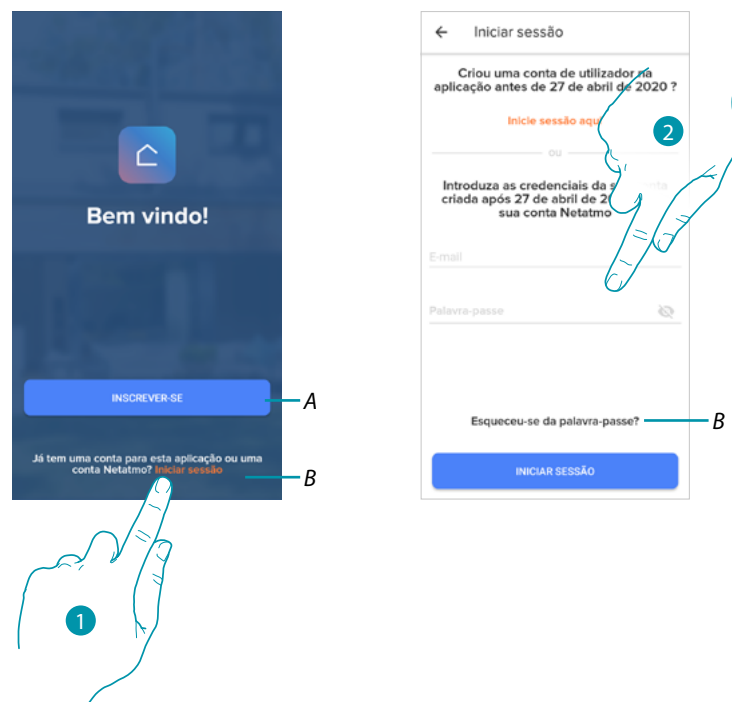 Bem vindo!
INSCREVER-SE
A
Já tem uma conta para esta aplicação ou uma
conta Netatmo? Iniciar sessão
B
1
Iniciar sessão
Criou uma conta de utilizador na
aplicação antes de 27 de abril de 2020 ?
Inicie sessão aqui
2
ou
Introduza as credenciais da
criada após 27 de abril de
sua conta Netatmo
E-mail
Palavra-passe
Esqueceu-se da palavra-passe?
B
INICIAR SESSÃO